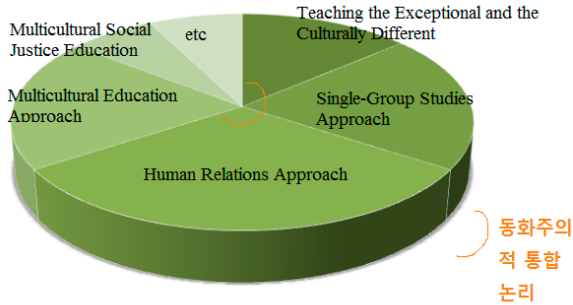 Teaching the Exceptional and the
Culturally Different
Multicultural Social
Justice Education
etc
Multicultural Education
Approach
Single-Group Studies
Approach
Human Relations Approach
동화주의
적 통합
논리